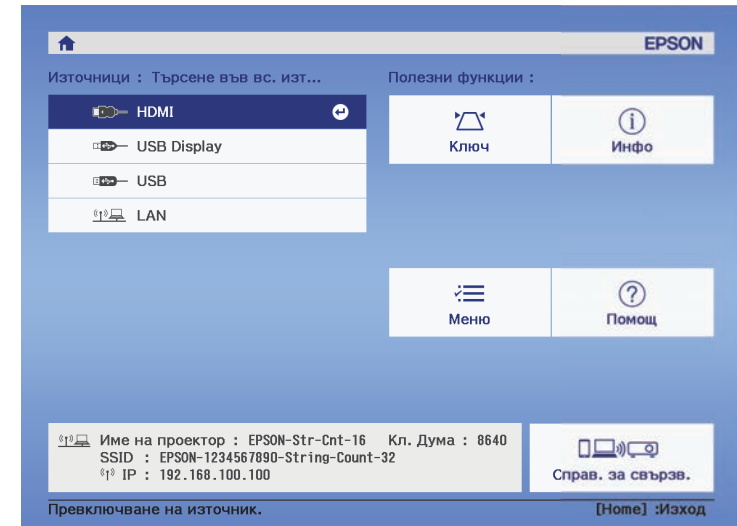 EPSON
Източници : Търсене във вс. изт...
Полезни функции :
HDMI
USB Display
USB
LAN
Ключ
Инфо
Меню
Помощ
Име на проектор : EPSON-Str-Cnt-16 Кл. Дума : 8640
SSID : EPSON-1234567890-String-Count-32
IP : 192.168.100.100
Справ. за свързв.
Превключване на източник.
[Home] :Изход